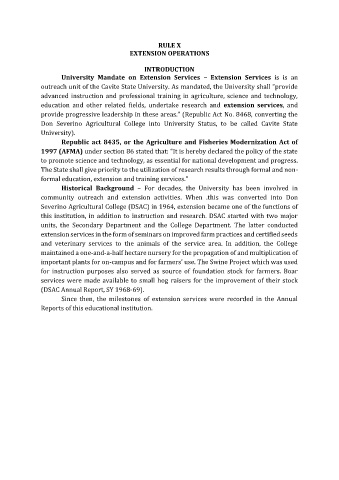 RULE X
EXTENSION OPERATIONS
INTRODUCTION
University Mandate on Extension Services – Extension Services is is an
outreach unit of the Cavite State University. As mandated, the University shall "provide
advanced instruction and professional training in agriculture, science and technology,
education and other related fields, undertake research and extension services, and
provide progressive leadership in these areas." (Republic Act No. 8468, converting the
Don Severino Agricultural College into University Status, to be called Cavite State
University).
Republic act 8435, or the Agriculture and Fisheries Modernization Act of
1997 (AFMA) under section 86 stated that: "It is hereby declared the policy of the state
to promote science and technology, as essential for national development and progress.
The State shall give priority to the utilization of research results through formal and non-
formal education, extension and training services."
Historical Background – For decades, the University has been involved in
community outreach and extension activities. When .this was converted into Don
Severino Agricultural College (DSAC) in 1964, extension became one of the functions of
this institution, in addition to instruction and research. DSAC started with two major
units, the Secondary Department and the College Department. The latter conducted
extension services in the form of seminars on improved farm practices and certified seeds
and veterinary services to the animals of the service area. In addition, the College
maintained a one-and-a-half hectare nursery for the propagation of and multiplication of
important plants for on-campus and for farmers' use. The Swine Project which was used
for instruction purposes also served as source of foundation stock for farmers. Boar
services were made available to small hog raisers for the improvement of their stock
(DSAC Annual Report, SY 1968-69).
Since then, the milestones of extension services were recorded in the Annual
Reports of this educational institution.